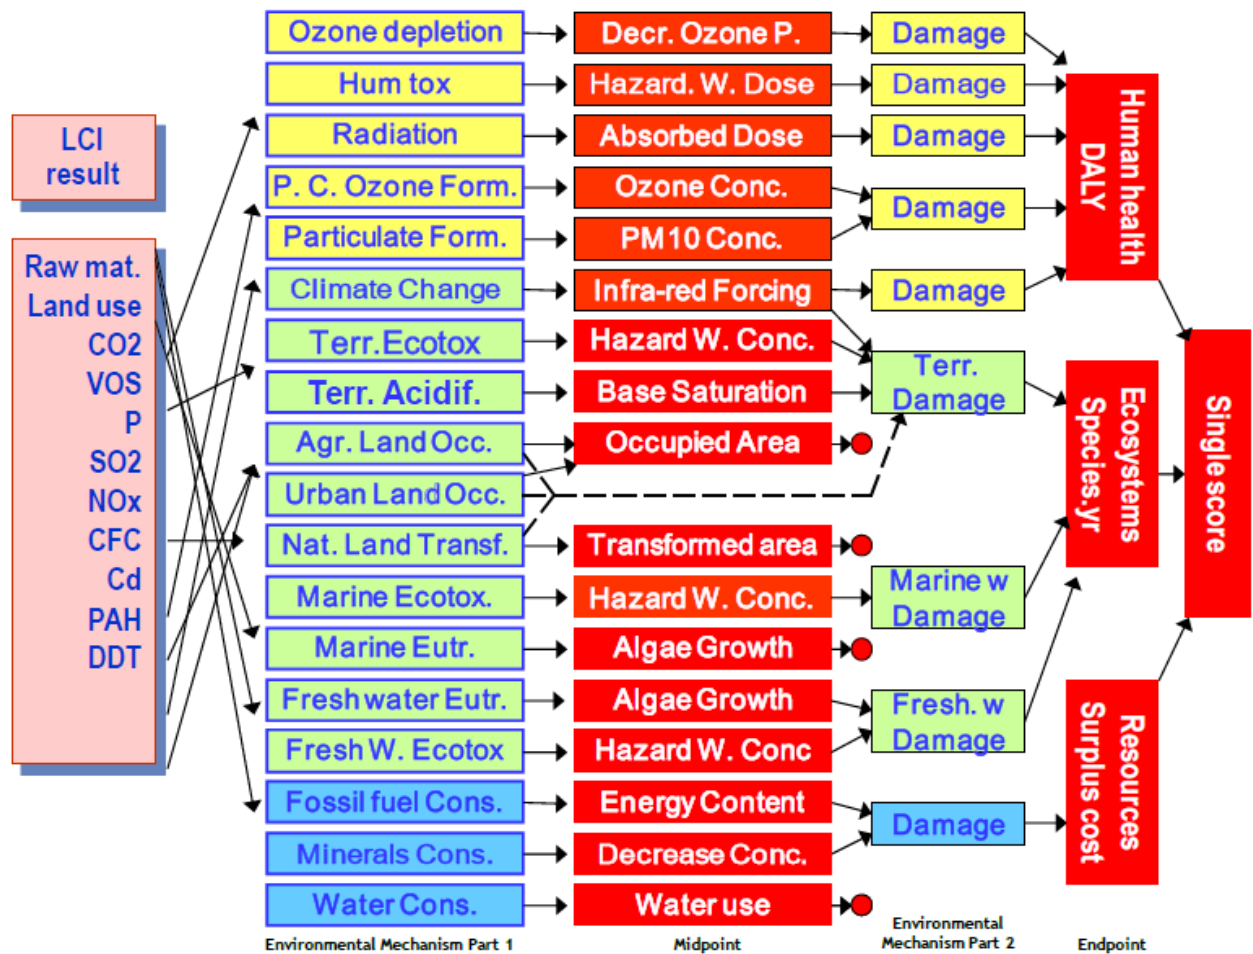 LCI
result
Raw mat.
Land use
CO2
VOS
P
SO2
NOx
CFC
Cd
PAH
DDT
Ozone depletion
Hum tox
Radiation
P. C. Ozone Form.
Particulate Form.
Climate Change
Terr.Ecotox
Terr. Acidif.
Agr. Land Occ.
Urban Land Occ.
Nat. Land Transf.
Marine Ecotox.
Marine Eutr.
Freshwater Eutr.
Fresh W. Ecotox
Fossil fuel Cons.
Minerals Cons.
Water Cons.
Environmental Mechanism Part 1
Decr. Ozone P.
Hazard. W. Dose
Absorbed Dose
Ozone Conc.
PM10 Conc.
Infra-red Forcing
Hazard W. Conc.
Base Saturation
Occupied Area
Transformed area
Hazard W. Conc.
Algae Growth
Algae Growth
Hazard W. Conc
Energy Content
Decrease Conc.
Water use
Midpoint
Damage
Damage
Damage
Damage
Damage
Terr.
Damage
Marine w
Damage
Fresh. w
Damage
Damage
Environmental
Mechanism Part 2
Human health
DALY
Ecosystems
Species.yr
Resources
Surplus cost
Endpoint
Single score